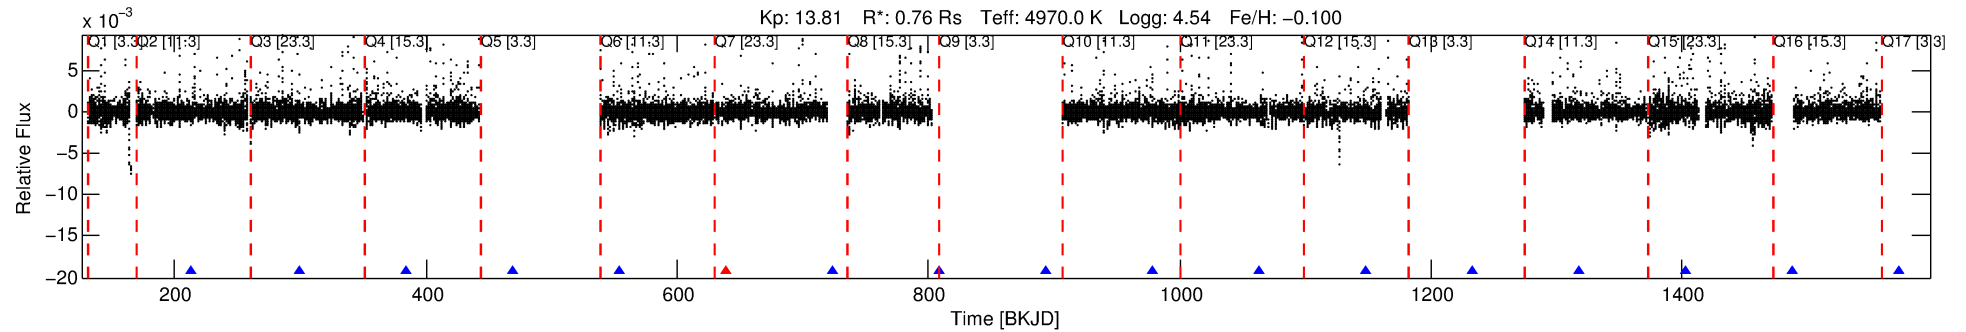 Kp: 13.81 R*: 0.76 Rs Teff: 4970.0 K Logg: 4.54 Fe/H: −0.100
x 10⁻³
Q1 [3.3] Q2 [11.3] Q3 [23.3] Q4 [15.3] Q5 [3.3] Q6 [11.3] Q7 [23.3] Q8 [15.3] Q9 [3.3] Q10 [11.3] Q11 [23.3] Q12 [15.3] Q13 [3.3] Q14 [11.3] Q15 [23.3] Q16 [15.3] Q17 [3.3]
5
0
−5
−10
−15
−20
Relative Flux
200 400 600 800 1000 1200 1400
Time [BKJD]